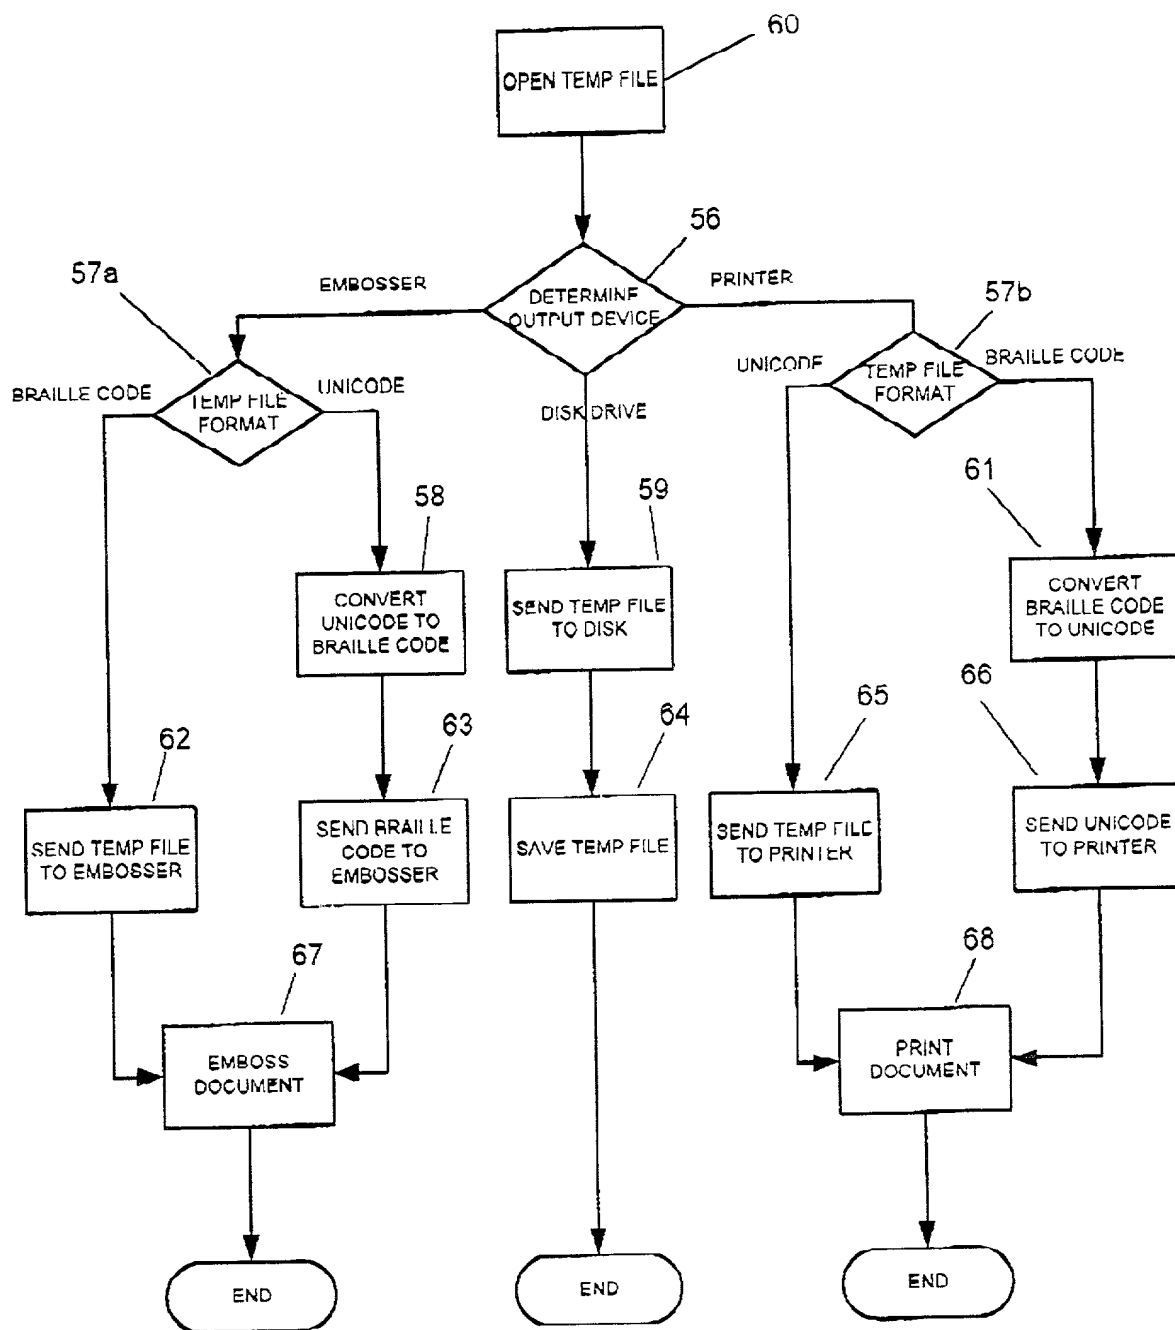 60
OPEN TEMP FILE
56
57a
EMBOSSER
PRINTER
DETERMINE
OUTPUT DEVICE
57b
UNICODE
BRAILLE CODE
TEMP FILE
FORMAT
BRAILLE CODE
UNICODE
TEMP FILE
FORMAT
DISK DRIVE
61
58
59
CONVERT
UNICODE TO
BRAILLE CODE
SEND TEMP FILE
TO DISK
CONVERT
BRAILLE CODE
TO UNICODE
66
65
62
63
64
SEND TEMP FILE
TO EMBOSSER
SEND BRAILLE
CODE TO
EMBOSSER
SAVE TEMP FILE
SEND TEMP FILE
TO PRINTER
SEND UNICODE
TO PRINTER
67
68
EMBOSS
DOCUMENT
PRINT
DOCUMENT
END
END
END